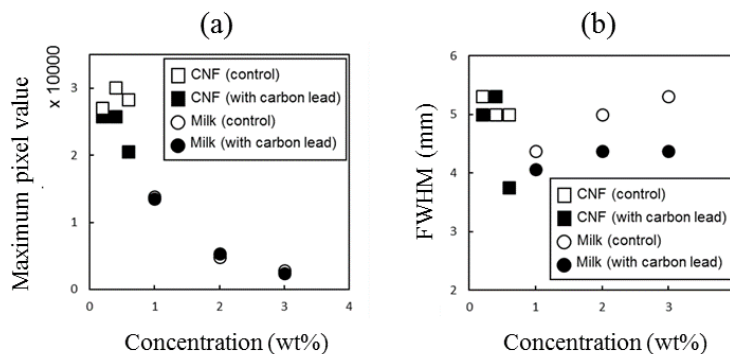 (a)
(b)
Maximum pixel value
x 10000
3
2
1
0
0
1
2
3
4
Concentration (wt%)
CNF (control)
CNF (with carbon lead)
Milk (control)
Milk (with carbon lead)
FWHM (mm)
6
5
4
3
2
0
1
2
3
Concentration (wt%)
CNF (control)
CNF (with carbon lead)
Milk (control)
Milk (with carbon lead)